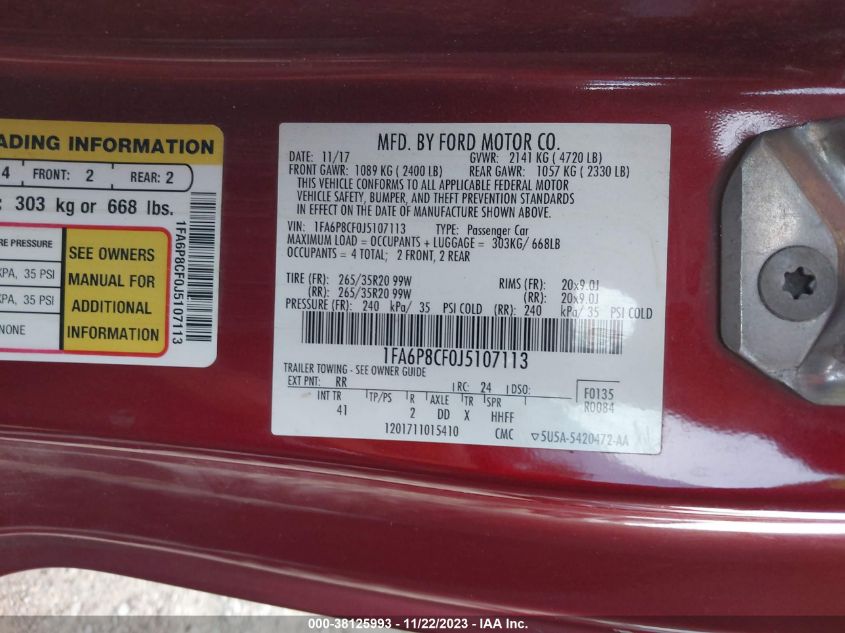 ADING INFORMATION
4 FRONT: 2 REAR: 2
: 303 kg or 668 lbs.
RE PRESSURE
KPA, 35 PSI
KPA, 35 PSI
NONE
SEE OWNERS
MANUAL FOR
ADDITIONAL
INFORMATION
1FA6P8CF0J5107113
MFD. BY FORD MOTOR CO.
DATE: 11/17 GVWR: 2141 KG ( 4720 LB)
FRONT GAWR: 1089 KG ( 2400 LB) REAR GAWR: 1057 KG ( 2330 LB)
THIS VEHICLE CONFORMS TO ALL APPLICABLE FEDERAL MOTOR
VEHICLE SAFETY, BUMPER, AND THEFT PREVENTION STANDARDS
IN EFFECT ON THE DATE OF MANUFACTURE SHOWN ABOVE.
VIN: 1FA6P8CF0J5107113 TYPE: Passenger Car
MAXIMUM LOAD = OCCUPANTS + LUGGAGE = 303KG/ 668LB
OCCUPANTS = 4 TOTAL; 2 FRONT, 2 REAR
TIRE (FR): 265/35R20 99W RIMS (FR): 20x9.0J
(RR): 265/35R20 99W (RR): 20x9.0J
PRESSURE (FR): 240 kPa/ 35 PSI COLD (RR): 240 kPa/ 35 PSI COLD
1FA6P8CF0J5107113
TRAILER TOWING - SEE OWNER GUIDE
EXT PNT: RR RC: 24 DSO: F0135
INT TR TP/PS R AXLE TR SPR R0084
41 2 DD X HHFF
1201711015410 CMC ▽5U5A-5420472-AA
000-38125993 - 11/22/2023 - IAAI.com